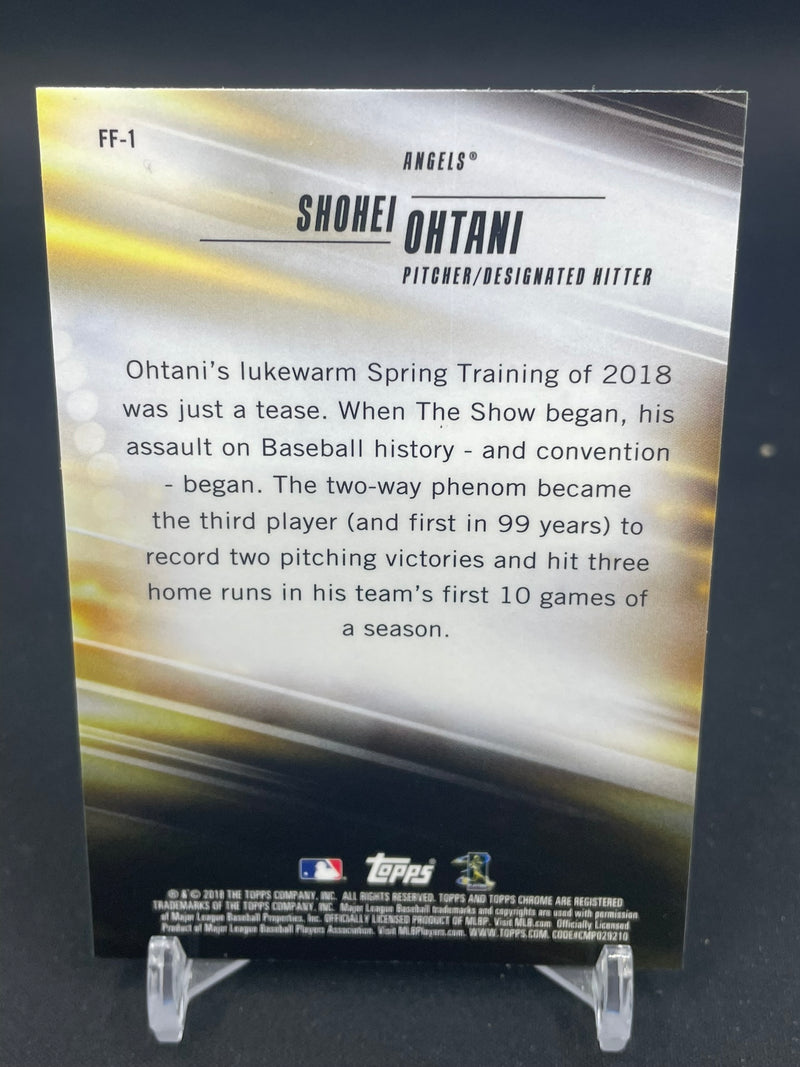 FF-1
ANGELS®
SHOHEI OHTANI
PITCHER/DESIGNATED HITTER
Ohtani's lukewarm Spring Training of 2018
was just a tease. When The Show began, his
assault on Baseball history - and convention
- began. The two-way phenom became
the third player (and first in 99 years) to
record two pitching victories and hit three
home runs in his team's first 10 games of
a season.
Topps®
® & © 2018 THE TOPPS COMPANY, INC. ALL RIGHTS RESERVED. TOPPS AND TOPPS CHROME ARE REGISTERED
TRADEMARKS OF THE TOPPS COMPANY, INC. Major League Baseball trademarks and copyrights are used with permission
of Major League Baseball Properties, Inc. OFFICIALLY LICENSED PRODUCT OF MLBP. Visit MLB.com Officially Licensed
Product of Major League Baseball Players Association. Visit MLBPlayers.com. WWW.TOPPS.COM. CODE#CMP029210